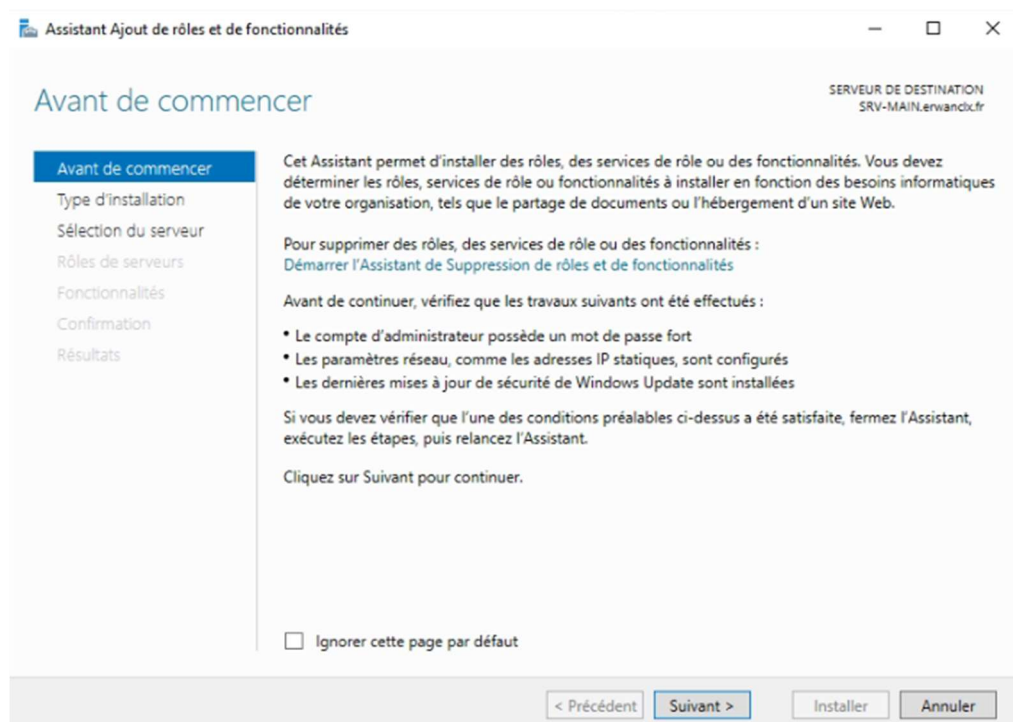 Assistant Ajout de rôles et de fonctionnalités
Avant de commencer
SERVEUR DE DESTINATION
SRV-MAIN.erwanclx.fr
Avant de commencer
Type d'installation
Sélection du serveur
Rôles de serveurs
Fonctionnalités
Confirmation
Résultats
Cet Assistant permet d'installer des rôles, des services de rôle ou des fonctionnalités. Vous devez
déterminer les rôles, services de rôle ou fonctionnalités à installer en fonction des besoins informatiques
de votre organisation, tels que le partage de documents ou l'hébergement d'un site Web.
Pour supprimer des rôles, des services de rôle ou des fonctionnalités :
Démarrer l'Assistant de Suppression de rôles et de fonctionnalités
Avant de continuer, vérifiez que les travaux suivants ont été effectués :
• Le compte d'administrateur possède un mot de passe fort
• Les paramètres réseau, comme les adresses IP statiques, sont configurés
• Les dernières mises à jour de sécurité de Windows Update sont installées
Si vous devez vérifier que l'une des conditions préalables ci-dessus a été satisfaite, fermez l'Assistant,
exécutez les étapes, puis relancez l'Assistant.
Cliquez sur Suivant pour continuer.
Ignorer cette page par défaut
< Précédent
Suivant >
Installer
Annuler